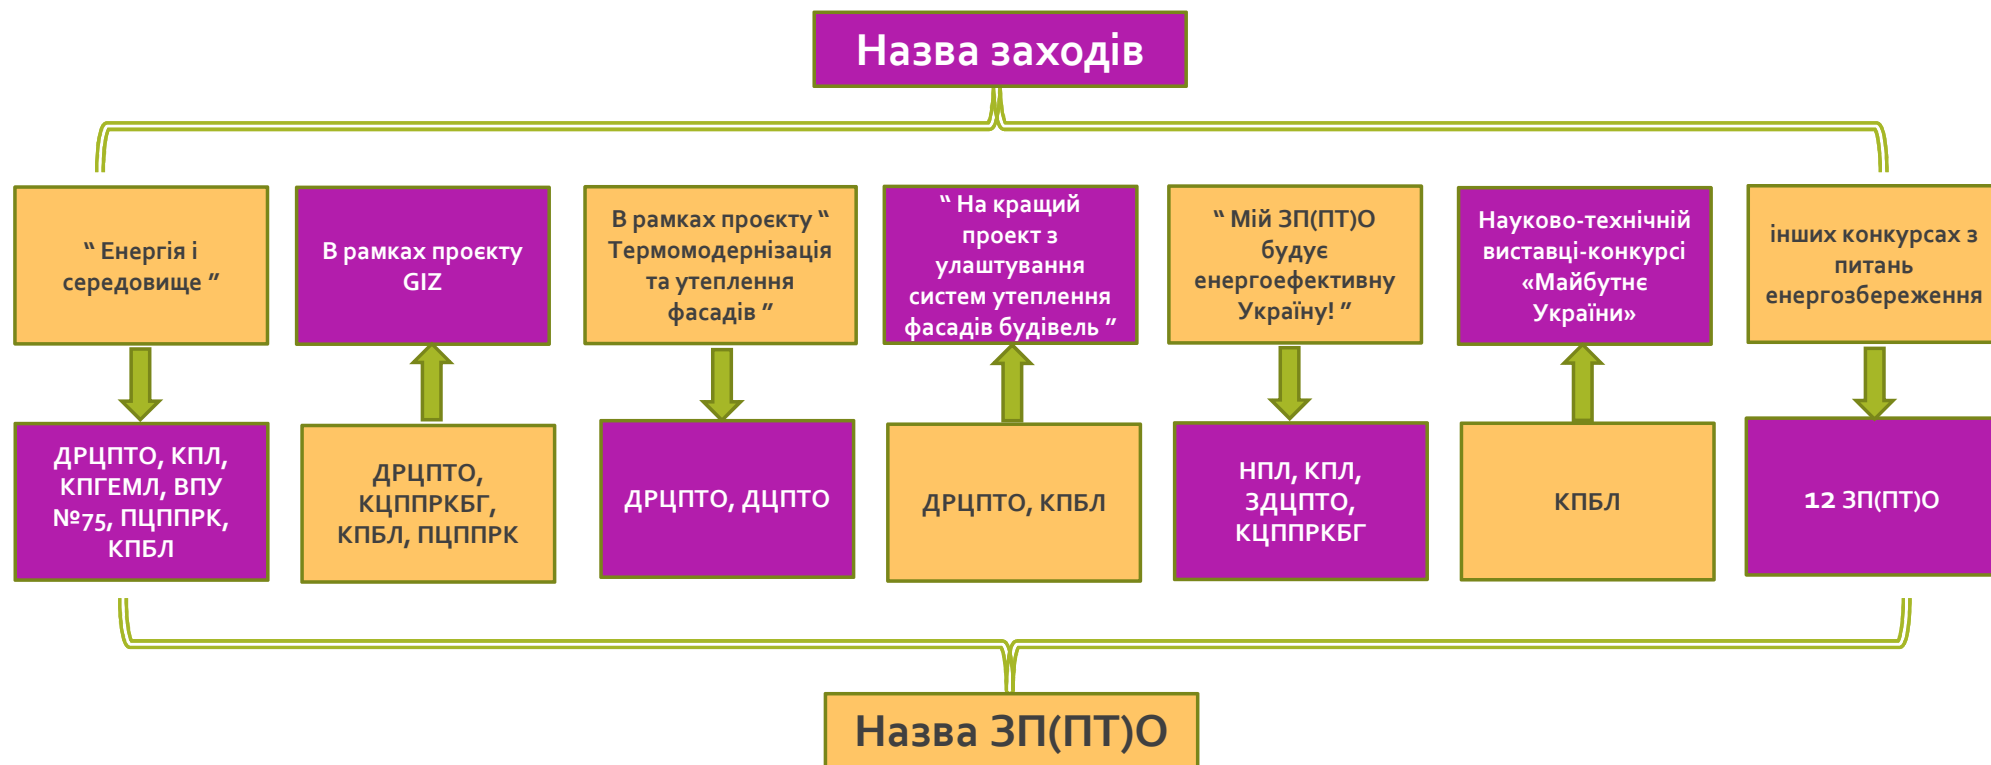 Назва заходів
“ Енергія і
середовище ”
В рамках проєкту
GIZ
В рамках проєкту “
Термомодернізація
та утеплення
фасадів ”
“ На кращий
проект з
улаштування
систем утеплення
фасадів будівель ”
“ Мій ЗП(ПТ)О
будує
енергоефективну
Україну! ”
Науково-технічній
виставці-конкурсі
«Майбутнє
України»
інших конкурсах з
питань
енергозбереження
ДРЦПТО, КПЛ,
КПГЕМЛ, ВПУ
№75, ПЦППРК,
КПБЛ
ДРЦПТО,
КЦППРКБГ,
КПБЛ, ПЦППРК
ДРЦПТО, ДЦПТО
ДРЦПТО, КПБЛ
НПЛ, КПЛ,
ЗДЦПТО,
КЦППРКБГ
КПБЛ
12 ЗП(ПТ)О
Назва ЗП(ПТ)О